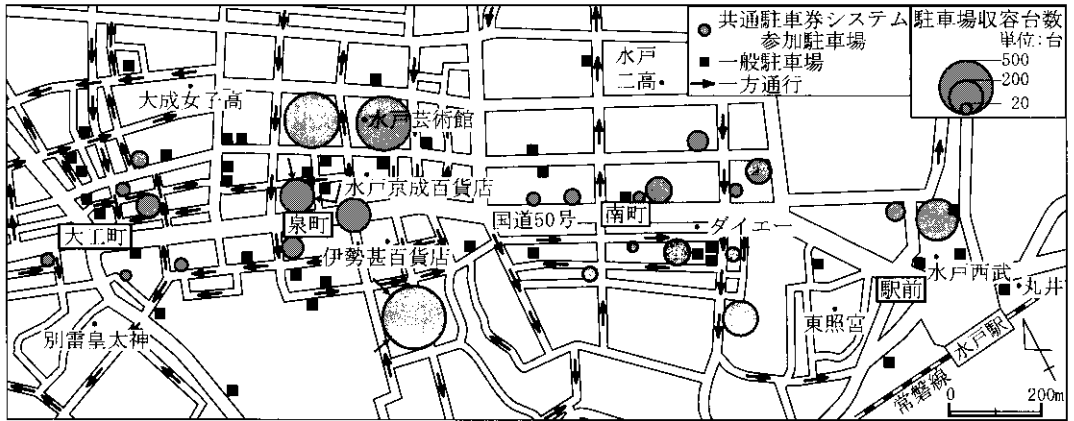 共通駐車券システム
参加駐車場
一般駐車場
一方通行
駐車場収容台数
単位:台
500
200
20
水戸
二高
大成女子高
水戸芸術館
水戸京成百貨店
国道50号
南町
ダイエー
泉町
大工町
伊勢甚百貨店
水戸西武
駅前
丸井
東照宮
別雷皇太神
水戸駅
常磐線
0 200m